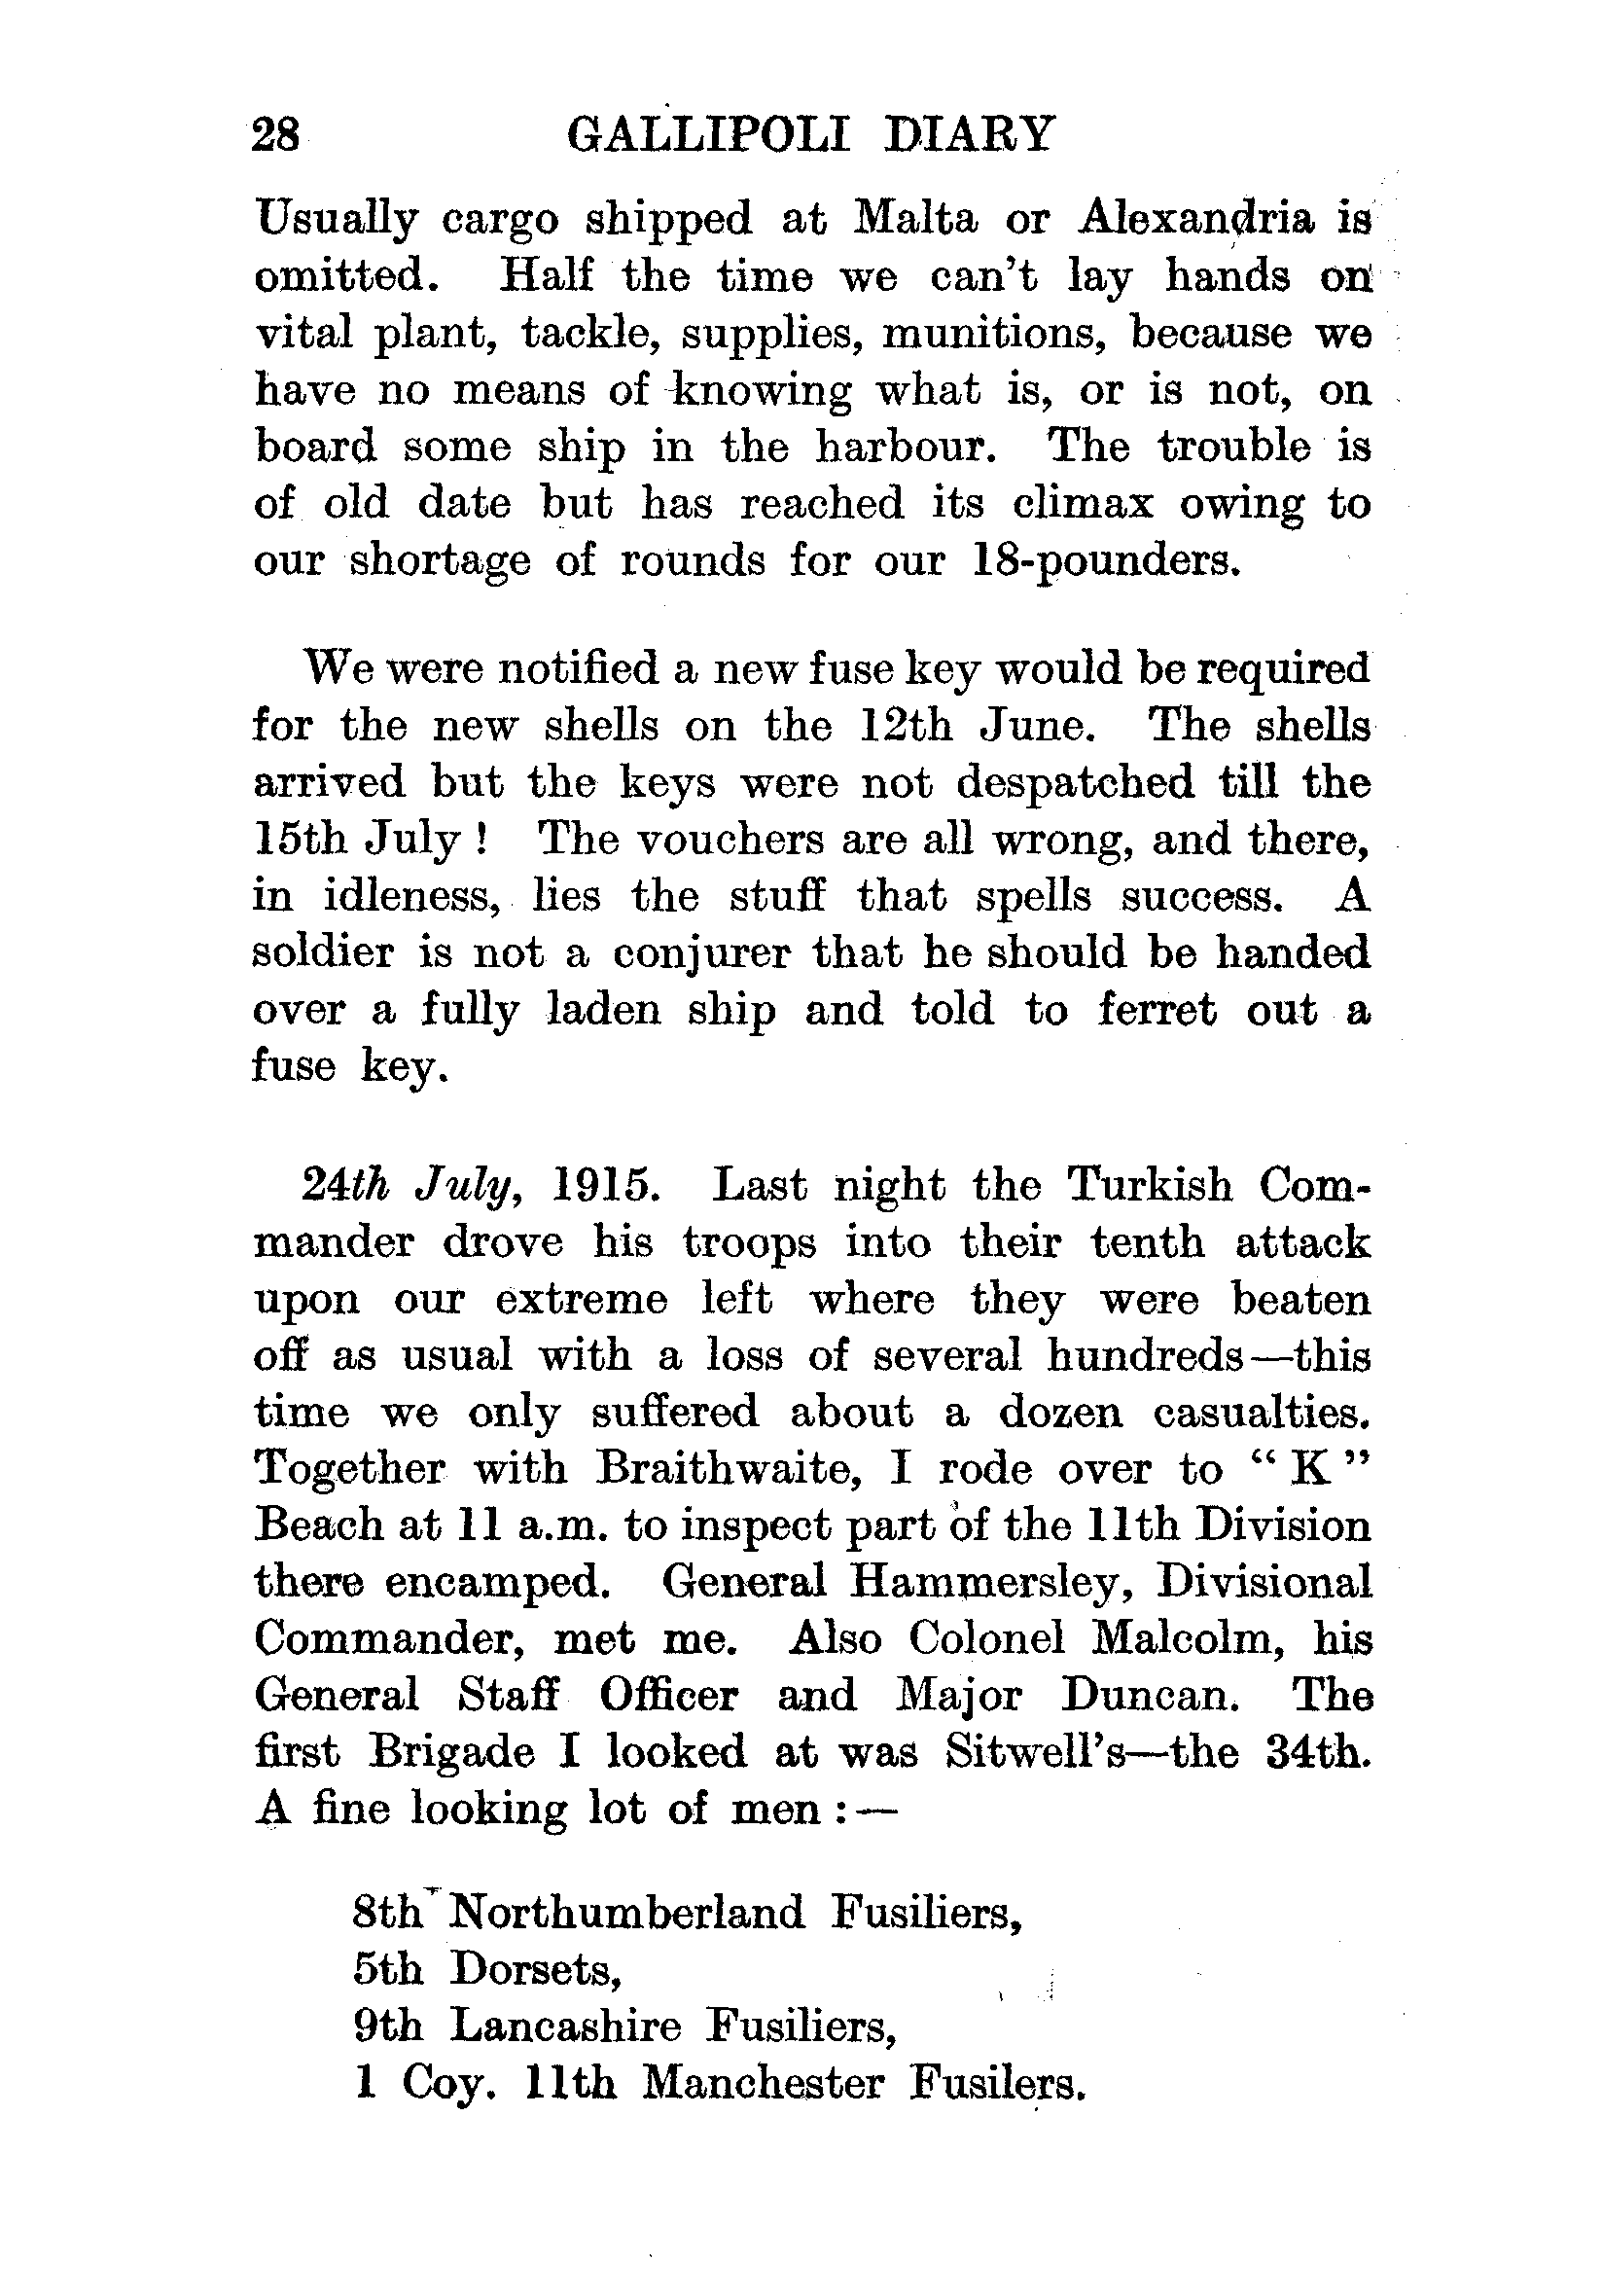 28 GALLIPOLI DIARY
Usually cargo shipped at Malta or Alexandria is
omitted. Half the time we can't lay hands on
vital plant, tackle, supplies, munitions, because we
have no means of knowing what is, or is not, on
board some ship in the harbour. The trouble is
of old date but has reached its climax owing to
our shortage of rounds for our 18-pounders.
We were notified a new fuse key would be required
for the new shells on the 12th June. The shells
arrived but the keys were not despatched till the
15th July ! The vouchers are all wrong, and there,
in idleness, lies the stuff that spells success. A
soldier is not a conjurer that he should be handed
over a fully laden ship and told to ferret out a
fuse key.
24th July, 1915. Last night the Turkish Com-
mander drove his troops into their tenth attack
upon our extreme left where they were beaten
off as usual with a loss of several hundreds—this
time we only suffered about a dozen casualties.
Together with Braithwaite, I rode over to “ K ”
Beach at 11 a.m. to inspect part of the 11th Division
there encamped. General Hammersley, Divisional
Commander, met me. Also Colonel Malcolm, his
General Staff Officer and Major Duncan. The
first Brigade I looked at was Sitwell's—the 34th.
A fine looking lot of men :—
8th Northumberland Fusiliers,
5th Dorsets,
9th Lancashire Fusiliers,
1 Coy. 11th Manchester Fusilers.